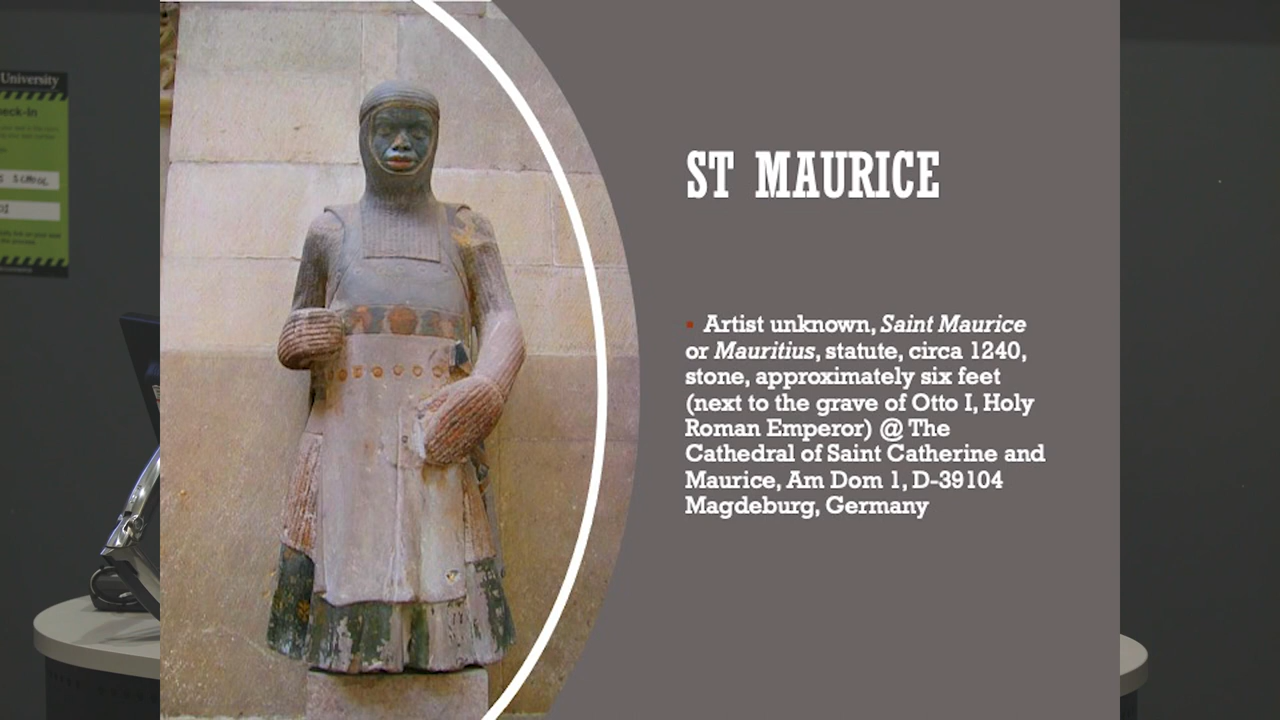 University
ST MAURICE
Artist unknown, Saint Maurice
or Mauritius, statute, circa 1240,
stone, approximately six feet
(next to the grave of Otto I, Holy
Roman Emperor) @ The
Cathedral of Saint Catherine and
Maurice, Am Dom 1, D-39104
Magdeburg, Germany